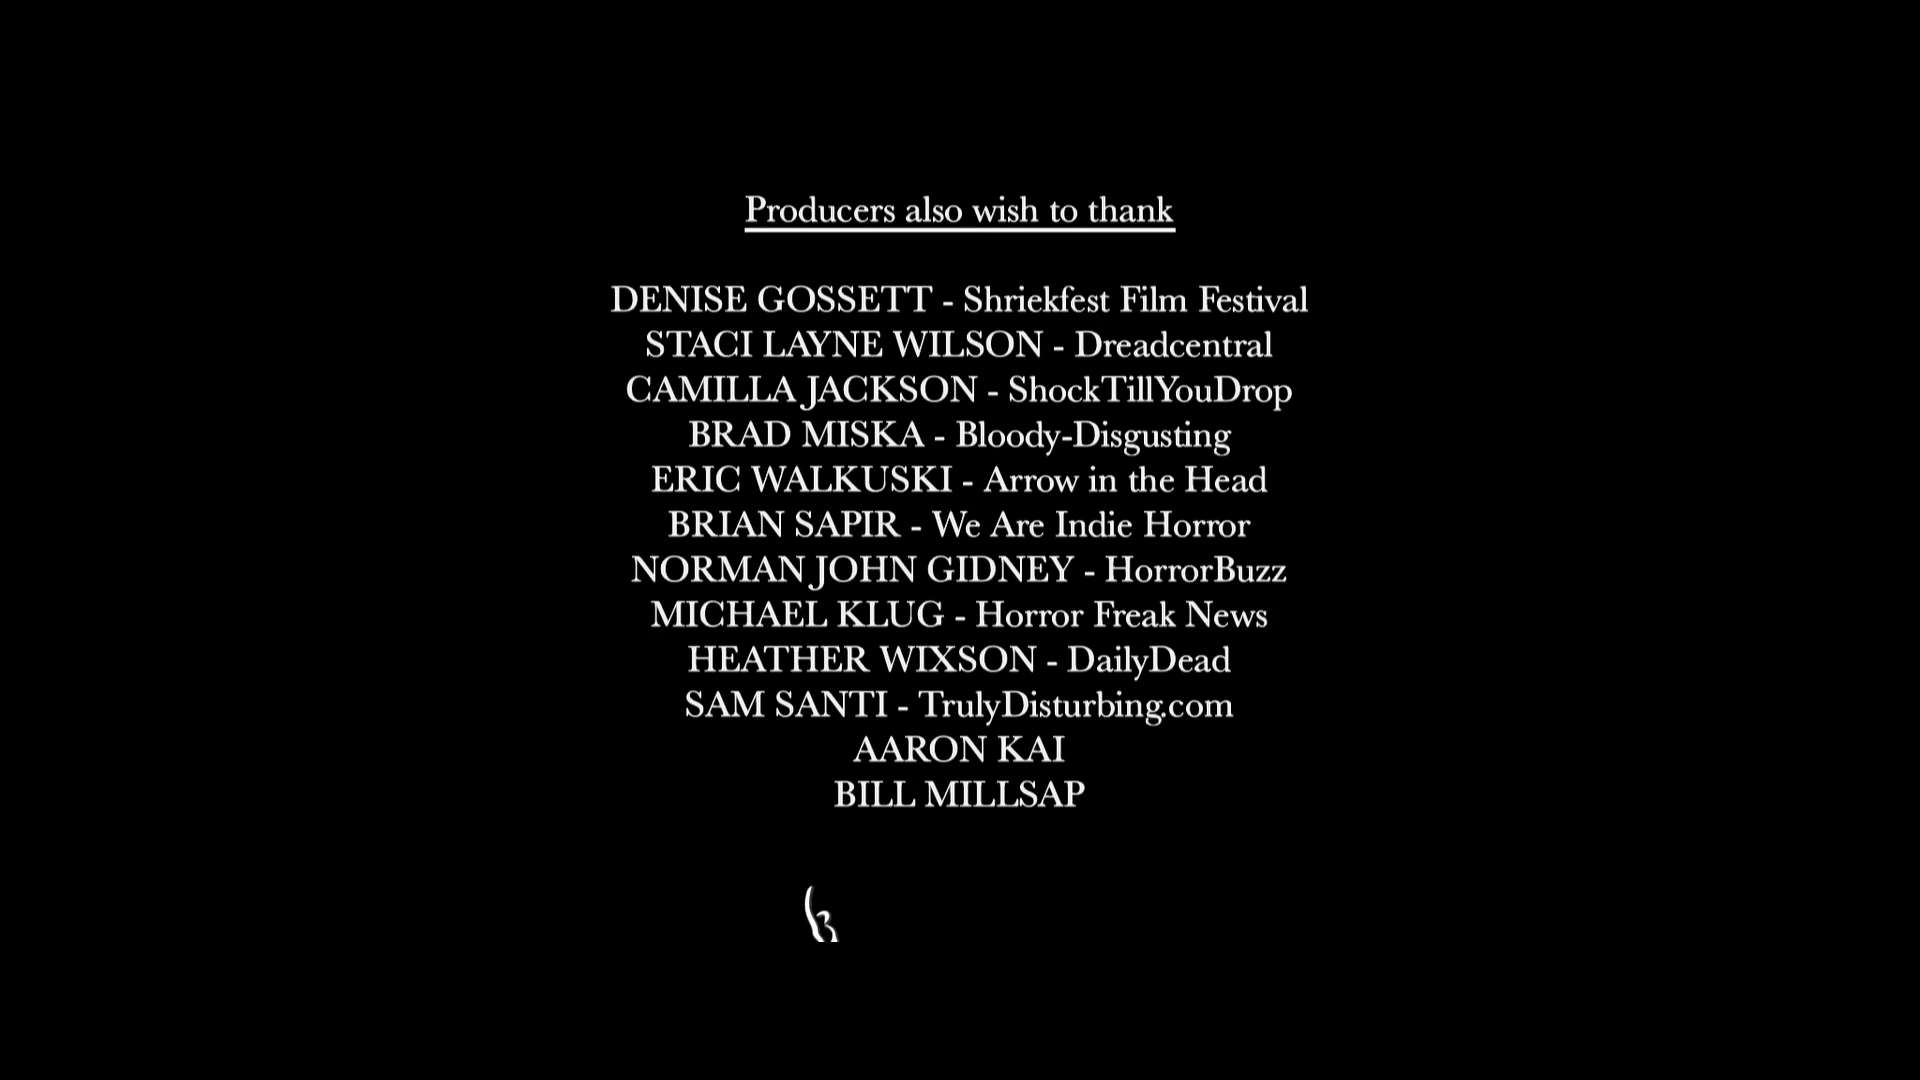 Producers also wish to thank
DENISE GOSSETT - Shriekfest Film Festival
STACI LAYNE WILSON - Dreadcentral
CAMILLA JACKSON - ShockTillYouDrop
BRAD MISKA - Bloody-Disgusting
ERIC WALKUSKI - Arrow in the Head
BRIAN SAPIR - We Are Indie Horror
NORMAN JOHN GIDNEY - HorrorBuzz
MICHAEL KLUG - Horror Freak News
HEATHER WIXSON - DailyDead
SAM SANTI - TrulyDisturbing.com
AARON KAI
BILL MILLSAP